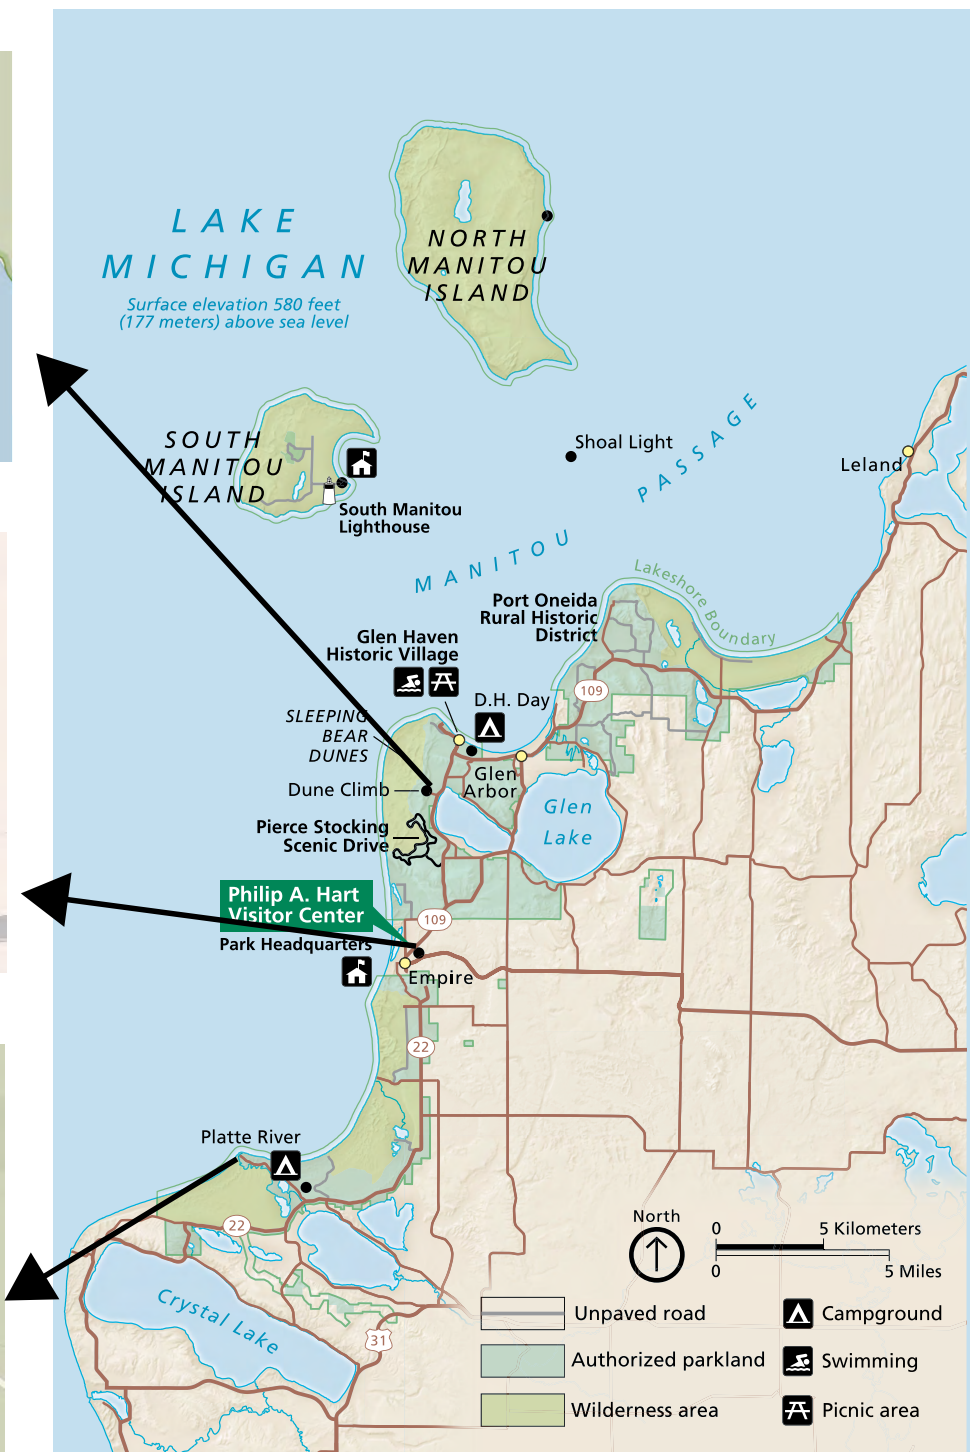 LAKE
MICHIGAN
Surface elevation 580 feet
(177 meters) above sea level
NORTH
MANITOU
ISLAND
SOUTH
MANITOU
ISLAND
South Manitou
Lighthouse
Shoal Light
MANITOU PASSAGE
Leland
Lakeshore Boundary
Port Oneida
Rural Historic
District
Glen Haven
Historic Village
109
D.H. Day
SLEEPING
BEAR
DUNES
Glen
Arbor
Dune Climb
Glen
Lake
Pierce Stocking
Scenic Drive
Philip A. Hart
Visitor Center
109
Park Headquarters
Empire
22
Platte River
22
Crystal Lake
31
North
0
5 Kilometers
0
5 Miles
Unpaved road
Campground
Authorized parkland
Swimming
Wilderness area
Picnic area